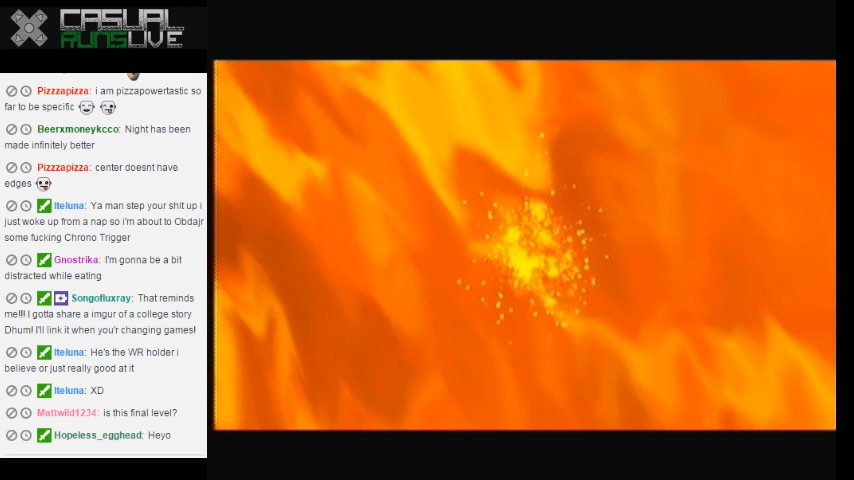 CASUAL
RUNSLIVE
Pizzzapizza: i am pizzapowertastic so
far to be specific
Beerxmoneykcco: Night has been
made infinitely better
Pizzzapizza: center doesnt have
edges
Iteluna: Ya man step your shit up i
just woke up from a nap so i'm about to Obdajr
some fucking Chrono Trigger
Gnostrika: I'm gonna be a bit
distracted while eating
Songofluxray: That reminds
me!!! I gotta share a imgur of a college story
Dhum! I'll link it when you'r changing games!
Iteluna: He's the WR holder i
believe or just really good at it
Iteluna: XD
Mattwild1234: is this final level?
Hopeless_egghead: Heyo